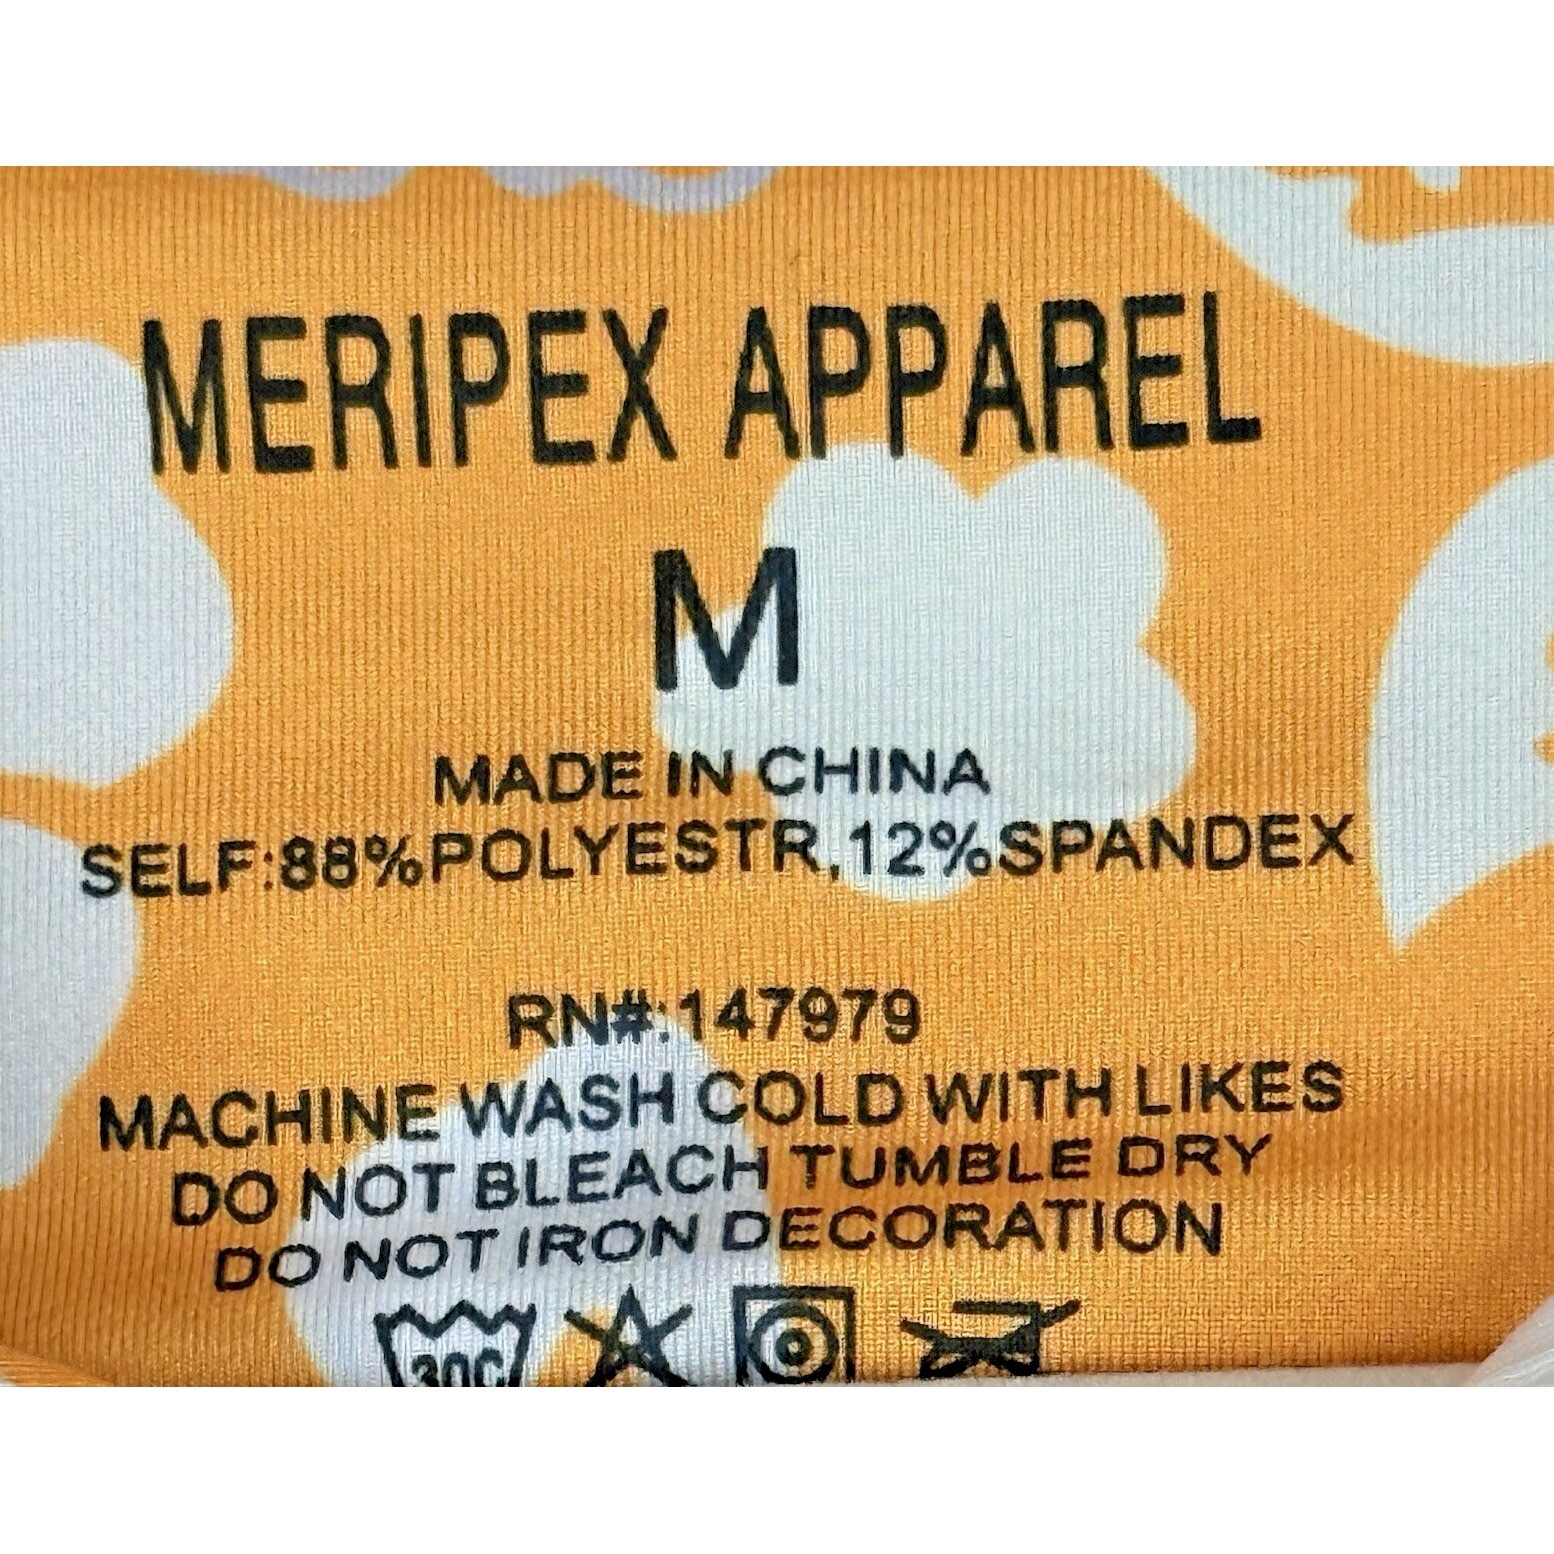 MERIPEX APPAREL
M
MADE IN CHINA
SELF:88%POLYESTR,12%SPANDEX
RN#:147979
MACHINE WASH COLD WITH LIKES
DO NOT BLEACH TUMBLE DRY
DO NOT IRON DECORATION
30C